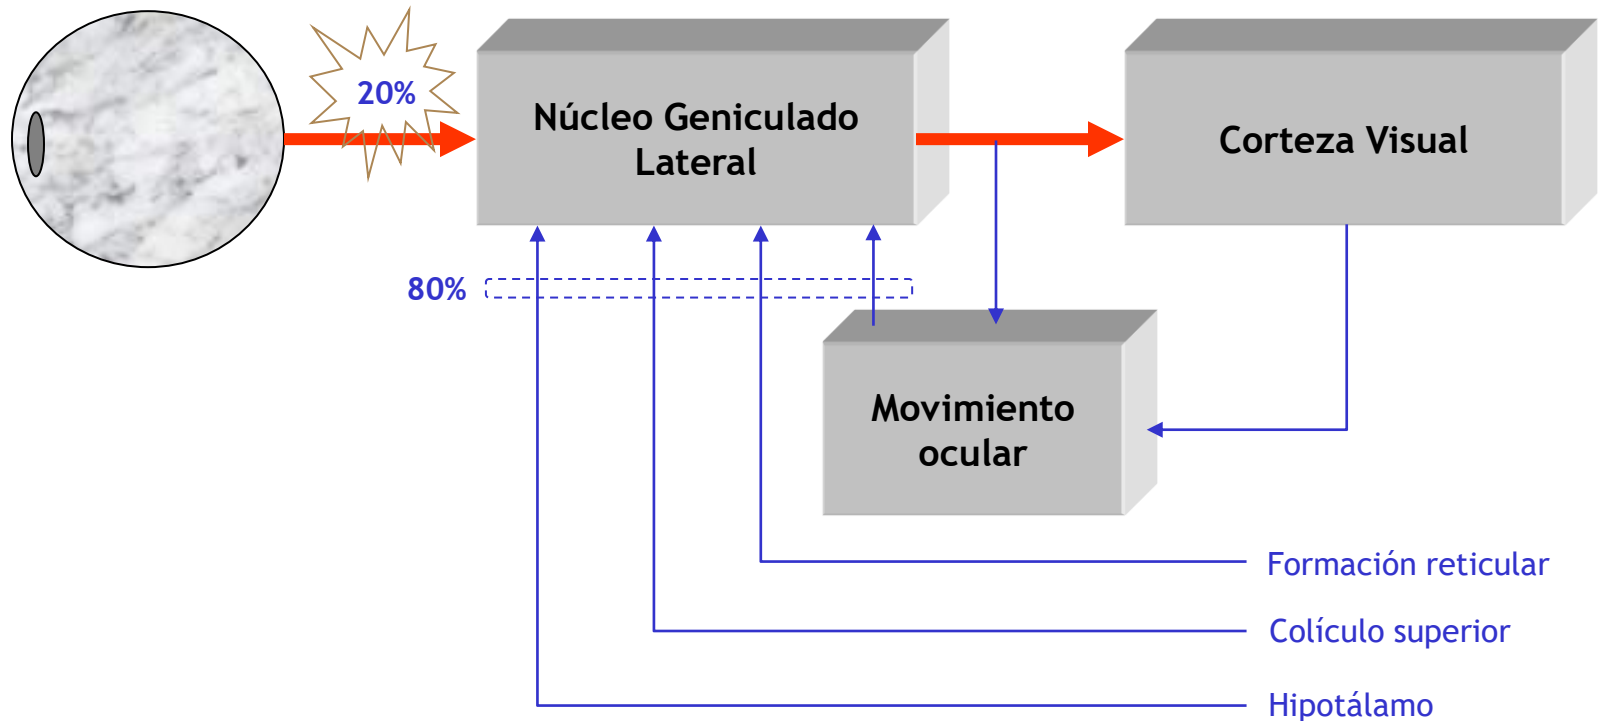 20%
Núcleo Geniculado
Lateral
Corteza Visual
80%
Movimiento
ocular
Formación reticular
Colículo superior
Hipotálamo